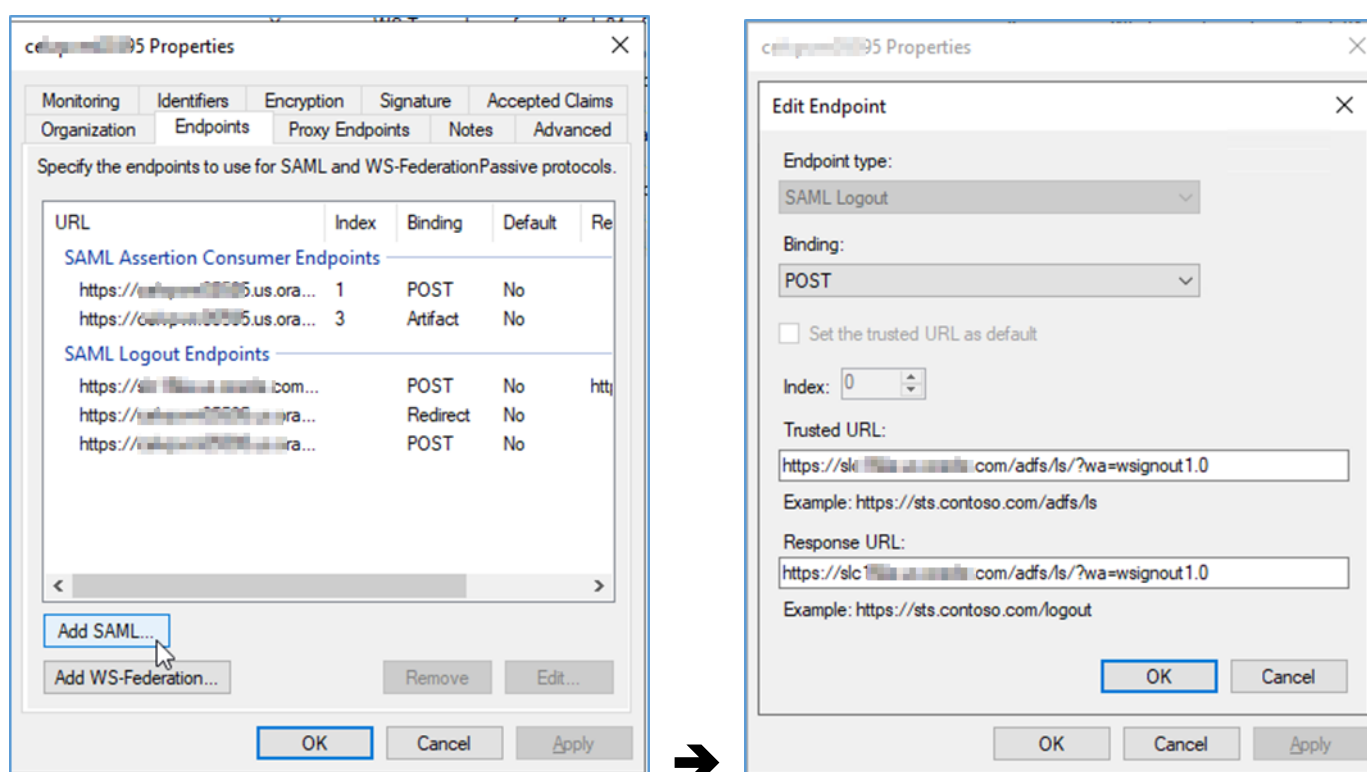 95 Properties
Monitoring Identifiers Encryption Signature Accepted Claims
Organization Endpoints Proxy Endpoints Notes Advanced
Specify the endpoints to use for SAML and WS-FederationPassive protocols.
URL Index Binding Default Re
SAML Assertion Consumer Endpoints
https:// 5.us.ora... 1 POST No
https:// 5.us.ora... 3 Artifact No
SAML Logout Endpoints
https:// com... POST No http
https:// ora... Redirect No
https:// ra... POST No
Add SAML...
Add WS-Federation... Remove Edit...
OK Cancel Apply
➔
95 Properties
Edit Endpoint
Endpoint type:
SAML Logout
Binding:
POST
Set the trusted URL as default
Index: 0
Trusted URL:
https://slc .com/adfs/ls/?wa=wsignout1.0
Example: https://sts.contoso.com/adfs/ls
Response URL:
https://slc1 .com/adfs/ls/?wa=wsignout1.0
Example: https://sts.contoso.com/logout
OK Cancel
OK Cancel Apply